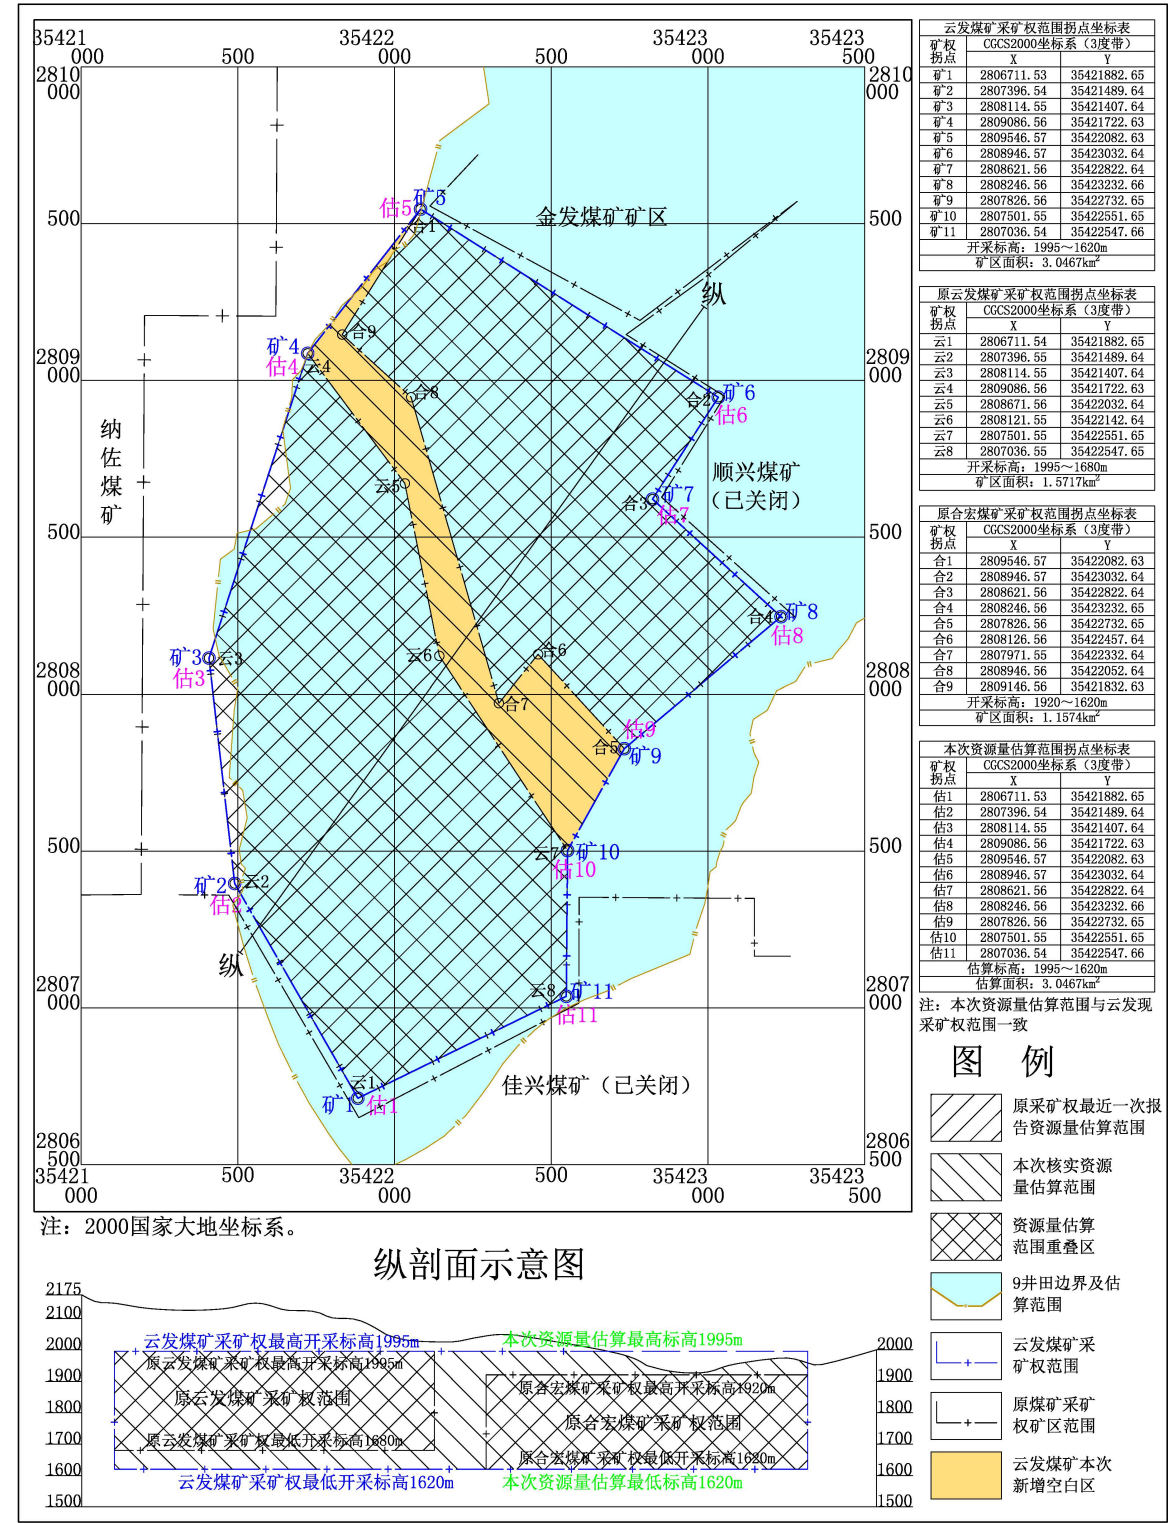 35421
000
500
35422
000
500
35423
000
35423
500
2810
000
2810
000
矿5
估5
合1
金发煤矿矿区
500
500
纵
合9
矿4
估4
云4
2809
000
2809
000
合8
合2
矿6
估6
纳佐煤矿
云5
顺兴煤矿
（已关闭）
合3
矿7
估7
500
500
合4
矿8
估8
矿3
云3
估3
云6
合6
2808
000
2808
000
合7
估9
合5
矿9
500
500
云7
矿10
估10
矿2
云2
估2
纵
2807
000
2807
000
云8
矿11
估11
云1
矿1
估1
佳兴煤矿（已关闭）
2806
500
2806
500
35421
000
500
35422
000
500
35423
000
35423
500
注：2000国家大地坐标系。
云发煤矿采矿权范围拐点坐标表
矿权拐点 CGCS2000坐标系（3度带）
X Y
矿1 2806711.53 35421882.65
矿2 2807396.54 35421489.64
矿3 2808114.55 35421407.64
矿4 2809086.56 35421722.63
矿5 2809546.57 35422082.63
矿6 2808946.57 35423032.64
矿7 2808621.56 35422822.64
矿8 2808246.56 35423232.66
矿9 2807826.56 35422732.65
矿10 2807501.55 35422551.65
矿11 2807036.54 35422547.66
开采标高：1995～1620m
矿区面积：3.0467km²
原云发煤矿采矿权范围拐点坐标表
矿权拐点 CGCS2000坐标系（3度带）
X Y
云1 2806711.54 35421882.65
云2 2807396.55 35421489.64
云3 2808114.55 35421407.64
云4 2809086.56 35421722.63
云5 2808671.56 35422032.64
云6 2808121.55 35422142.64
云7 2807501.55 35422551.65
云8 2807036.55 35422547.65
开采标高：1995～1680m
矿区面积：1.5717km²
原合宏煤矿采矿权范围拐点坐标表
矿权拐点 CGCS2000坐标系（3度带）
X Y
合1 2809546.57 35422082.63
合2 2808946.57 35423032.64
合3 2808621.56 35422822.64
合4 2808246.56 35423232.65
合5 2807826.56 35422732.65
合6 2808126.56 35422457.64
合7 2807971.55 35422332.64
合8 2808946.56 35422052.64
合9 2809146.56 35421832.63
开采标高：1920～1620m
矿区面积：1.1574km²
本次资源量估算范围拐点坐标表
矿权拐点 CGCS2000坐标系（3度带）
X Y
估1 2806711.53 35421882.65
估2 2807396.54 35421489.64
估3 2808114.55 35421407.64
估4 2809086.56 35421722.63
估5 2809546.57 35422082.63
估6 2808946.57 35423032.64
估7 2808621.56 35422822.64
估8 2808246.56 35423232.66
估9 2807826.56 35422732.65
估10 2807501.55 35422551.65
估11 2807036.54 35422547.66
估算标高：1995～1620m
估算面积：3.0467km²
注：本次资源量估算范围与云发现
采矿权范围一致
图 例
原采矿权最近一次报
告资源量估算范围
本次核实资源
量估算范围
资源量估算
范围重叠区
9井田边界及估
算范围
云发煤矿采
矿权范围
原煤矿采矿
权矿区范围
云发煤矿本次
新增空白区
纵剖面示意图
2175
2100
2000
1900
1800
1700
1600
1500
云发煤矿采矿权最高开采标高1995m
本次资源量估算最高标高1995m
原云发煤矿采矿权最高开采标高1995m
原合宏煤矿采矿权最高开采标高1920m
原云发煤矿采矿权范围
原合宏煤矿采矿权范围
原云发煤矿采矿权最低开采标高1680m
原合宏煤矿采矿权最低开采标高1620m
云发煤矿采矿权最低开采标高1620m
本次资源量估算最低标高1620m
2000
1900
1800
1700
1600
1500